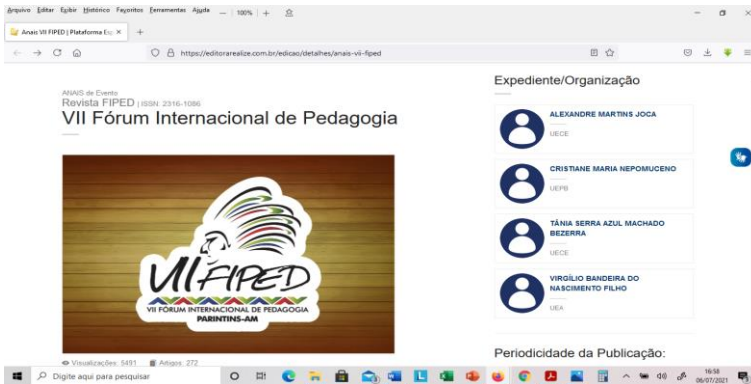 Arquivo Editar Exibir Histórico Favoritos Ferramentas Ajuda
100%
Anais VII FIPED | Plataforma Esp
https://editorarealize.com.br/edicao/detalhes/anais-vii-fiped
ANAIS de Evento
Revista FIPED | ISSN 2316-1086
VII Fórum Internacional de Pedagogia
VII FIPED
VII FÓRUM INTERNACIONAL DE PEDAGOGIA
PARINTINS-AM
Visualizações: 5491 Artigos: 272
Expediente/Organização
ALEXANDRE MARTINS JOCA
UECE
CRISTIANE MARIA NEPOMUCENO
UEPB
TÂNIA SERRA AZUL MACHADO
BEZERRA
UECE
VIRGÍLIO BANDEIRA DO
NASCIMENTO FILHO
UEA
Periodicidade da Publicação:
Digite aqui para pesquisar
16:58
06/07/2021